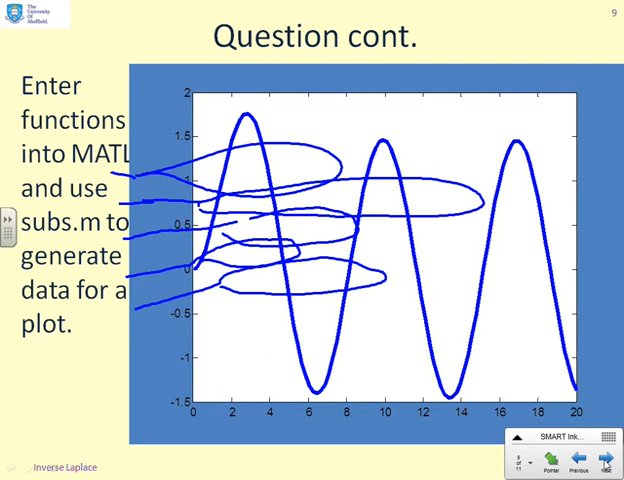 The
University
Of
Sheffield.
9
Question cont.
Enter
functions
into MATL
and use
subs.m to
generate
data for a
plot.
2
1.5
1
0.5
0
-0.5
-1
-1.5
0 2 4 6 8 10 12 14 16 18 20
SMART Ink...
9
of
11
Pointer
Previous
Next
Inverse Laplace